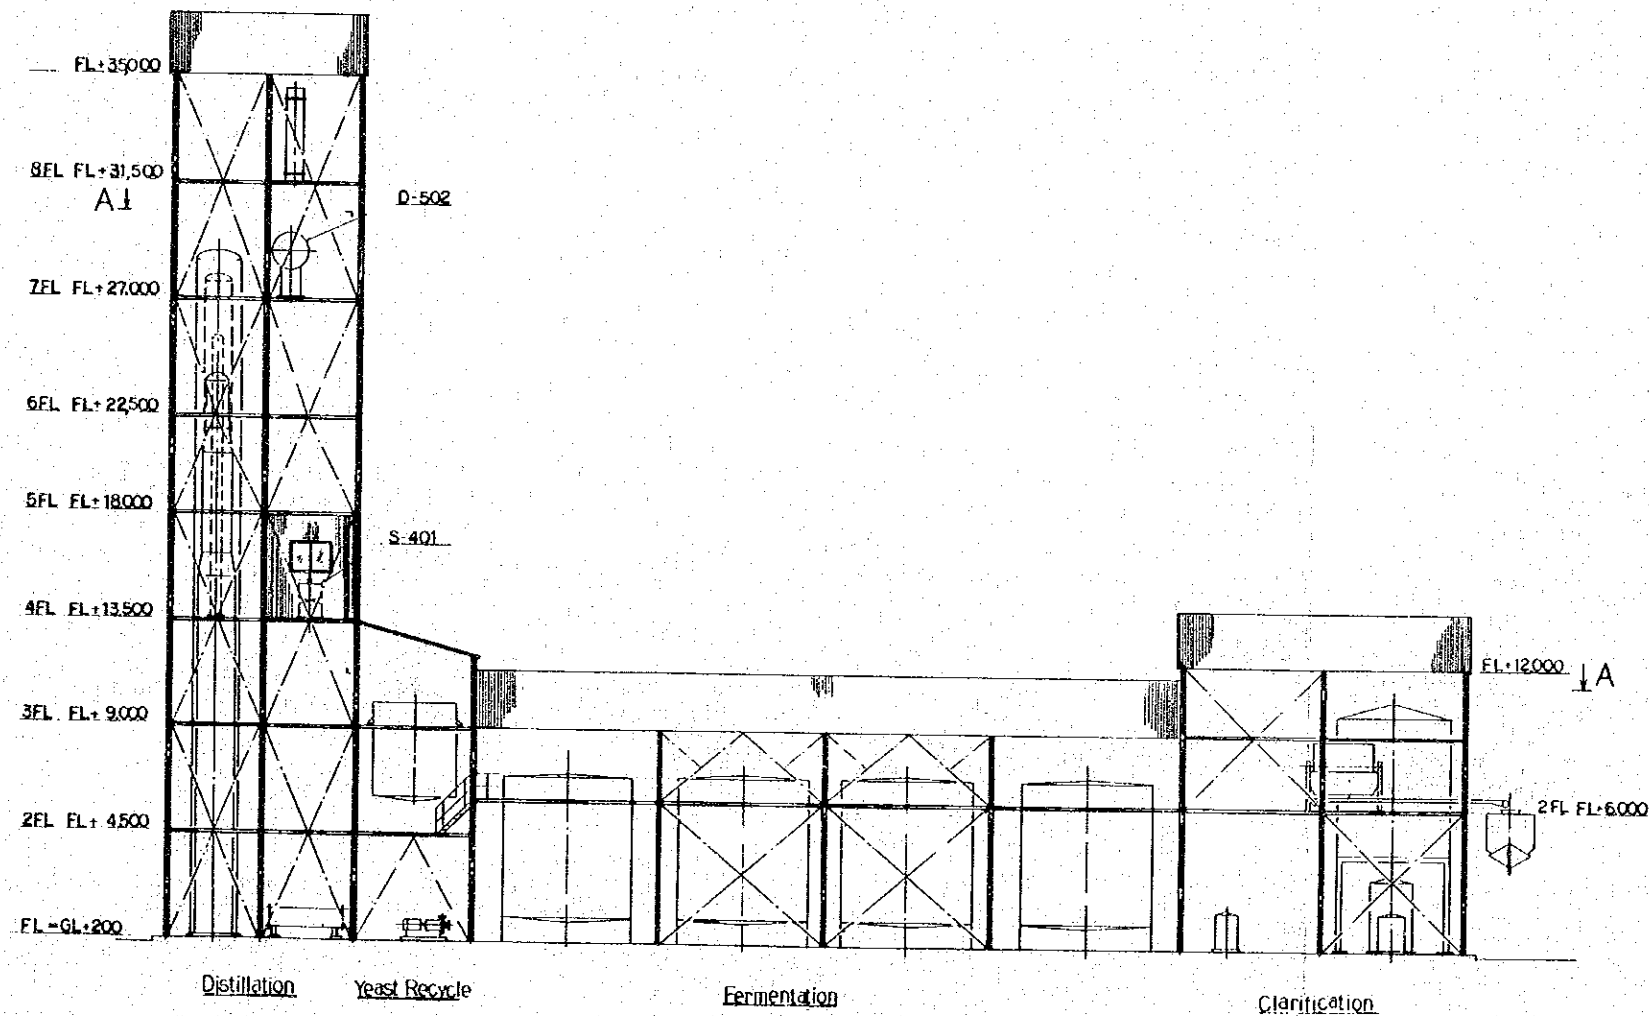 FL+35,000
8FL FL+31,500
A
D-502
7FL FL+27,000
6FL FL+22,500
5FL FL+18,000
S-401
4FL FL+13,500
FL+12,000
A
3FL FL+9,000
2FL FL+4,500
2FL FL+6,000
FL=GL+200
Distillation
Yeast Recycle
Fermentation
Clarification